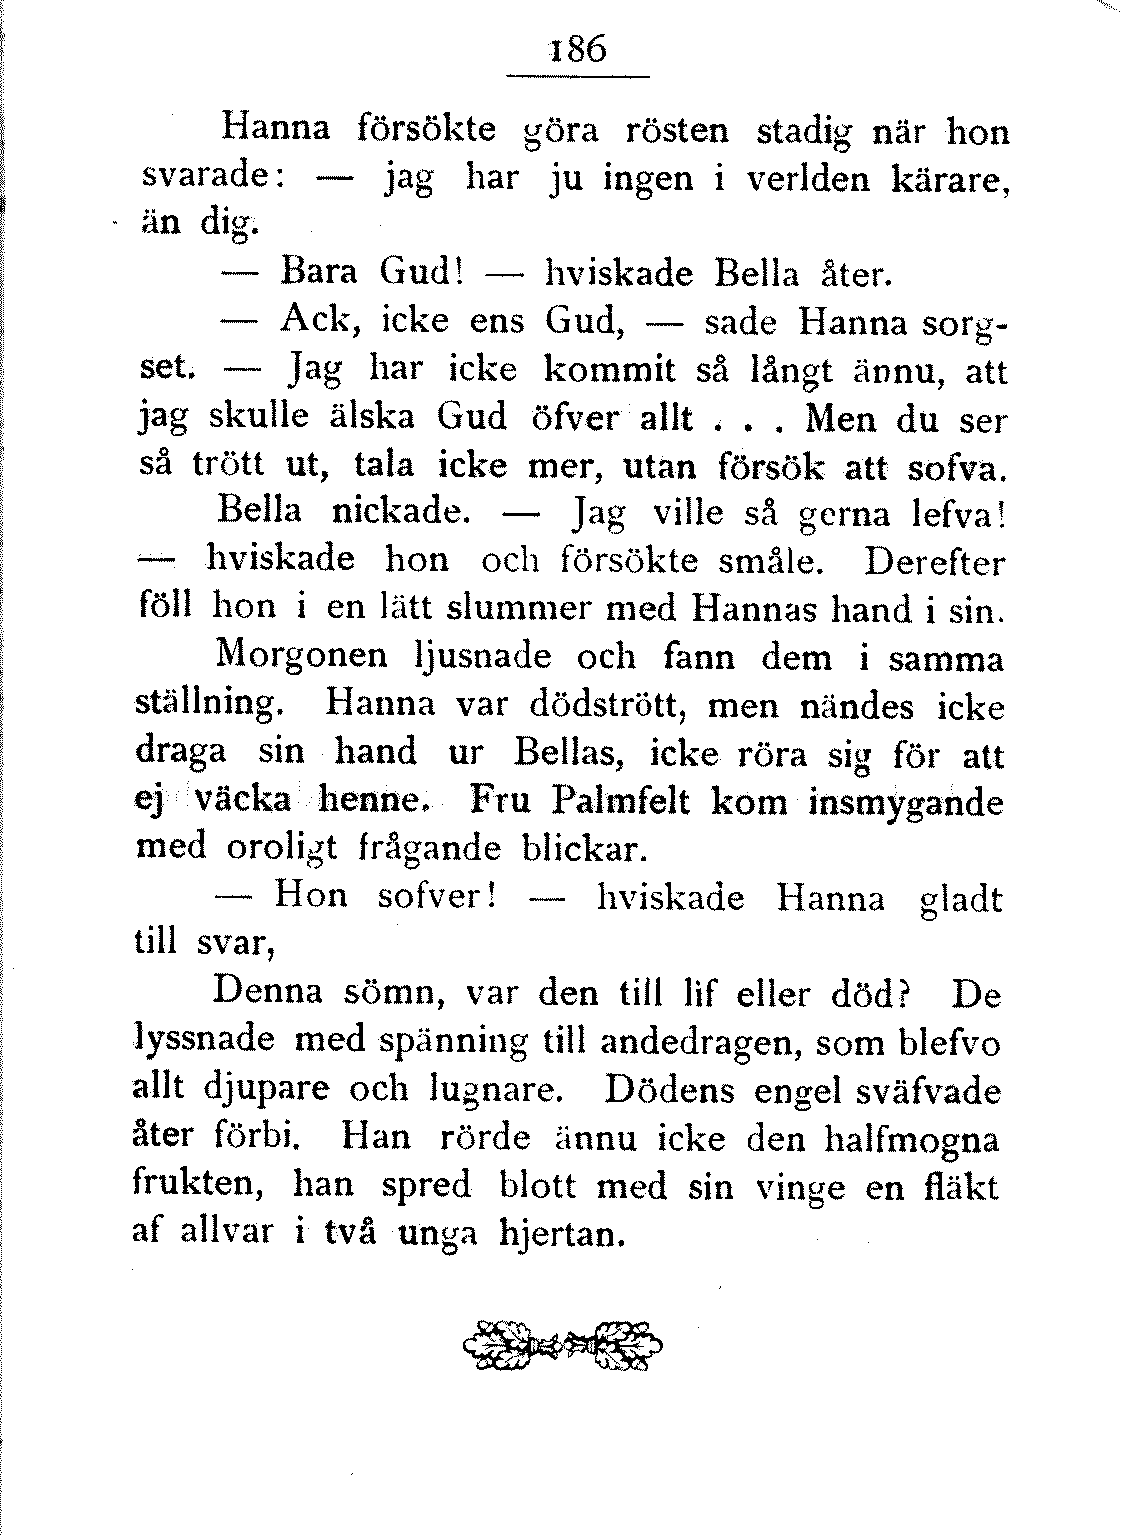 186
Hanna försökte göra rösten stadig när hon
svarade: — jag har ju ingen i verlden kärare,
än dig.
— Bara Gud! — hviskade Bella åter.
— Ack, icke ens Gud, — sade Hanna sorg-
set. — Jag har icke kommit så långt ännu, att
jag skulle älska Gud öfver allt . . . Men du ser
så trött ut, tala icke mer, utan försök att sofva.
Bella nickade. — Jag ville så gerna lefva!
— hviskade hon och försökte småle. Derefter
föll hon i en lätt slummer med Hannas hand i sin.
Morgonen ljusnade och fann dem i samma
ställning. Hanna var dödstrött, men nändes icke
draga sin hand ur Bellas, icke röra sig för att
ej väcka henne. Fru Palmfelt kom insmygande
med oroligt frågande blickar.
— Hon sofver! — hviskade Hanna gladt
till svar,
Denna sömn, var den till lif eller död? De
lyssnade med spänning till andedragen, som blefvo
allt djupare och lugnare. Dödens engel sväfvade
åter förbi. Han rörde ännu icke den halfmogna
frukten, han spred blott med sin vinge en fläkt
af allvar i två unga hjertan.